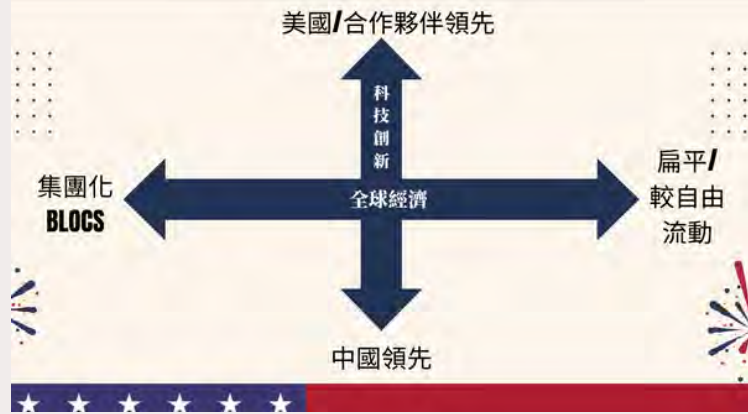 美國/合作夥伴領先
科技創新
全球經濟
集團化
BLOCS
扁平/
較自由
流動
中國領先